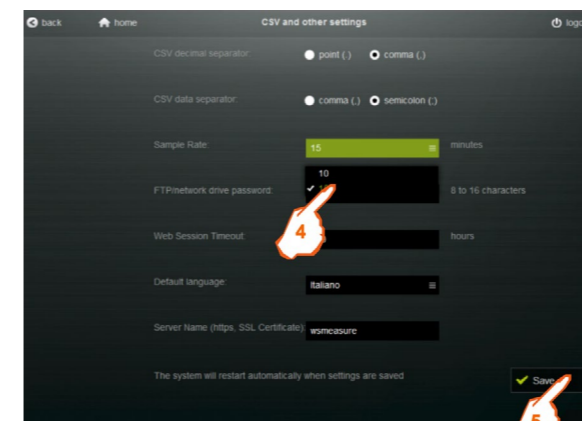 back home CSV and other settings
CSV decimal separator: point (.) comma (,)
CSV data separator: comma (,) semicolon (;)
Sample Rate: 15 minutes
10
FTP/network drive password: 8 to 16 characters
4
Web Session Timeout: hours
Default language: Italiano
Server Name (https, SSL Certificate): wsmeasure
The system will restart automatically when settings are saved
Save
5